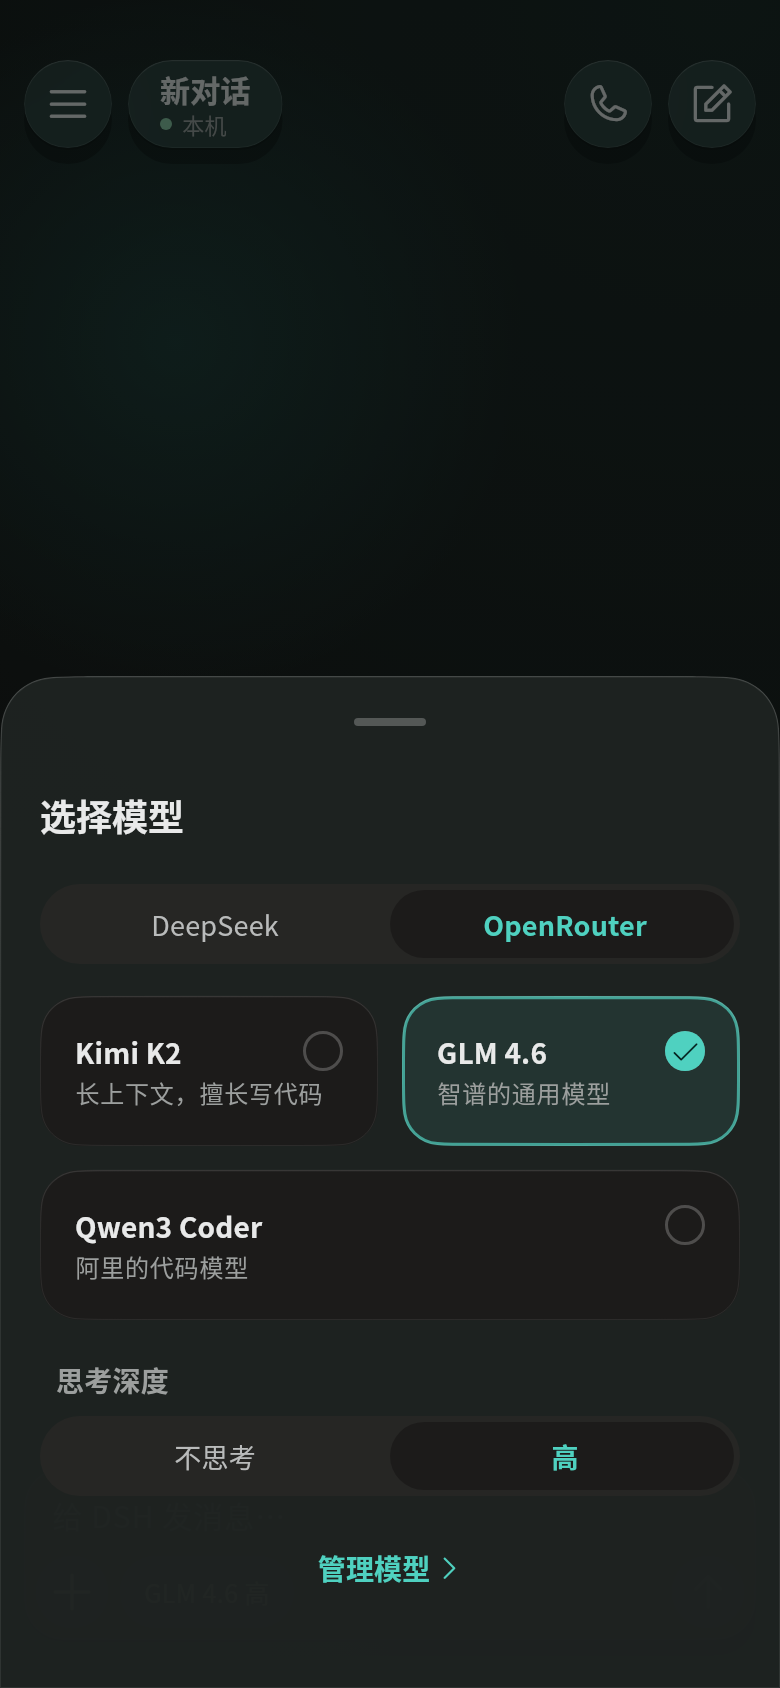 新对话
本机
选择模型
DeepSeek
OpenRouter
Kimi K2
长上下文，擅长写代码
GLM 4.6
智谱的通用模型
Qwen3 Coder
阿里的代码模型
思考深度
不思考
高
管理模型